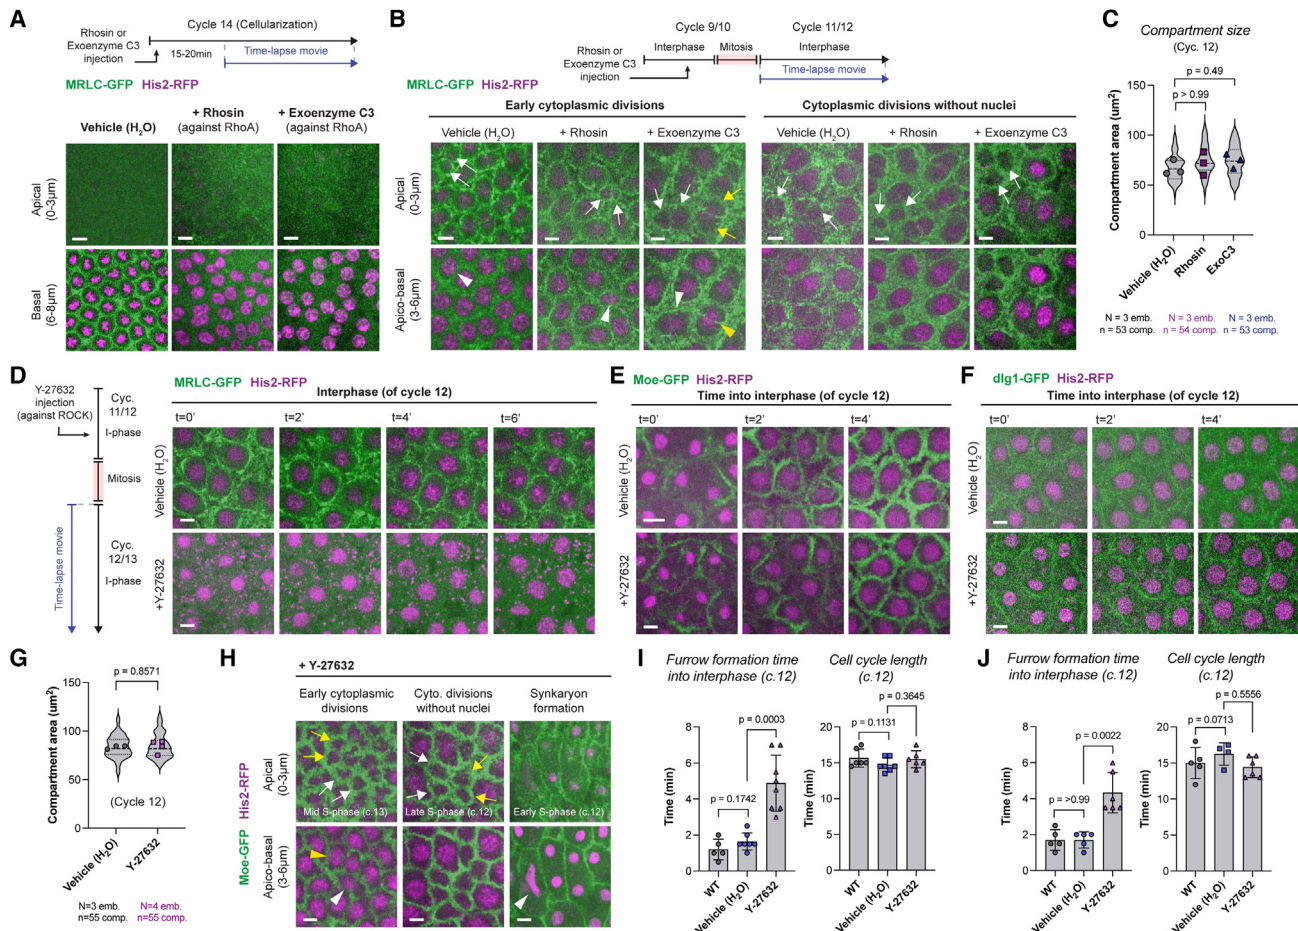 A
Rhosin or
Exoenzyme C3
injection
Cycle 14 (Cellularization)
15-20min
Time-lapse movie
MRLC-GFP His2-RFP
Vehicle (H2O)
+ Rhosin
(against RhoA)
+ Exoenzyme C3
(against RhoA)
Apical
(0-3µm)
Basal
(6-8µm)
B
Rhosin or
Exoenzyme C3
injection
Cycle 9/10
Interphase
Mitosis
Cycle 11/12
Interphase
Time-lapse movie
MRLC-GFP His2-RFP
Early cytoplasmic divisions
Cytoplasmic divisions without nuclei
Vehicle (H2O)
+ Rhosin
+ Exoenzyme C3
Vehicle (H2O)
+ Rhosin
+ Exoenzyme C3
Apical
(0-3µm)
Apico-basal
(3-6µm)
C
Compartment size
(Cyc. 12)
p = 0.49
p > 0.99
Compartment area (um2)
150
100
50
0
Vehicle (H2O)
Rhosin
ExoC3
N = 3 emb. N = 3 emb. N = 3 emb.
n = 53 comp. n = 54 comp. n = 53 comp.
D
Y-27632
injection
(against ROCK)
Cyc.
11/12
I-phase
Mitosis
Cyc.
12/13
I-phase
Time-lapse movie
MRLC-GFP His2-RFP
Interphase (of cycle 12)
t=0' t=2' t=4' t=6'
Vehicle (H2O)
+Y-27632
E
Moe-GFP His2-RFP
Time into interphase (of cycle 12)
t=0' t=2' t=4'
Vehicle (H2O)
+Y-27632
F
dlg1-GFP His2-RFP
Time into interphase (of cycle 12)
t=0' t=2' t=4'
Vehicle (H2O)
+Y-27632
G
p = 0.8571
Compartment area (um2)
150
100
50
0
(Cycle 12)
Vehicle (H2O)
Y-27632
N=3 emb. N=4 emb.
n=55 comp. n=55 comp.
H
+ Y-27632
Early cytoplasmic
divisions
Cyto. divisions
without nuclei
Synkaryon
formation
Moe-GFP His2-RFP
Apical
(0-3µm)
Mid S-phase (c.13)
Late S-phase (c.12)
Early S-phase (c.12)
Apico-basal
(3-6µm)
I
Furrow formation time
into interphase (c.12)
p = 0.0003
p = 0.1742
Time (min)
8
6
4
2
0
WT
Vehicle (H2O)
Y-27632
Cell cycle length
(c.12)
p = 0.3645
p = 0.1131
Time (min)
20
15
10
5
0
WT
Vehicle (H2O)
Y-27632
J
Furrow formation time
into interphase (c.12)
p = 0.0022
p = >0.99
Time (min)
8
6
4
2
0
WT
Vehicle (H2O)
Y-27632
Cell cycle length
(c.12)
p = 0.5556
p = 0.0713
Time (min)
20
15
10
5
0
WT
Vehicle (H2O)
Y-27632